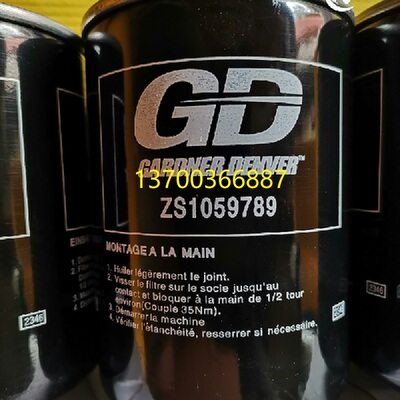 GD
GARDNER DENVER™
13700366887
ZS1059789
MONTAGE A LA MAIN
1. Huiler légèrement le joint.
2. Visser le filtre sur le socle jusqu'au
contact et bloquer à la main de 1/2 tour
environ(Couple 35Nm).
3. Démarrer la machine
4. Vérifier l'étanchéité, resserrer si nécessaire.
2346